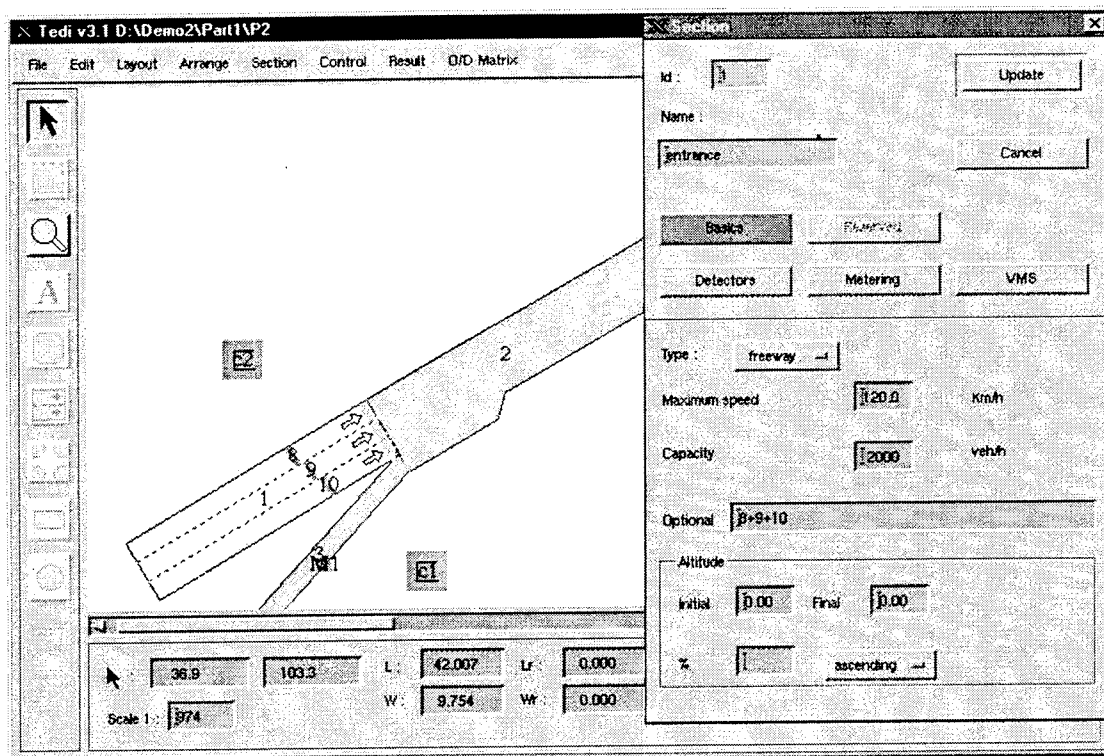 Tedi v3.1 D:\Demo2\Part1\P2
File Edit Layout Arrange Section Control Result O/D Matrix
A
E2
2
8
9
10
1
c1
36.9 103.3 L : 42.007 Lr : 0.000
W : 9.754 Wr : 0.000
Scale 1 : 974
Section
Id : Update
Name :
entrance Cancel
Basics Reserved
Detectors Metering VMS
Type : freeway
Maximum speed 120.0 Km/h
Capacity 2000 veh/h
Optional 8+9+10
Altitude
Initial 0.00 Final 0.00
% ascending